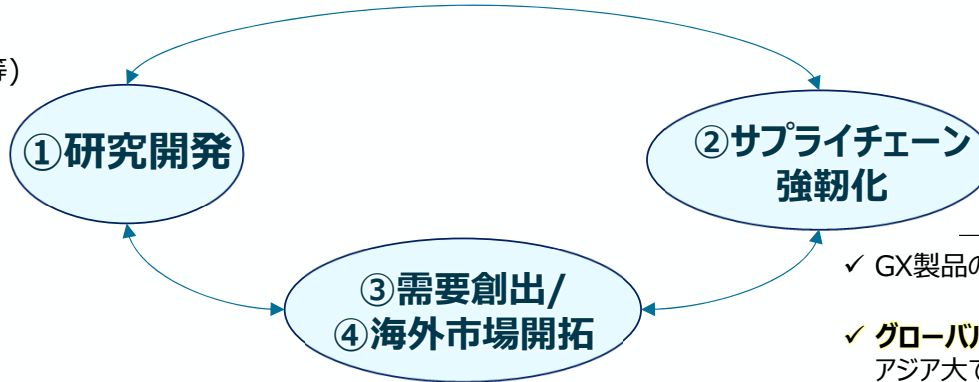 等)
①研究開発
②サプライチェーン
強靭化
③需要創出/
④海外市場開拓
✓ GX製品の
✓ グローバル
アジア大で